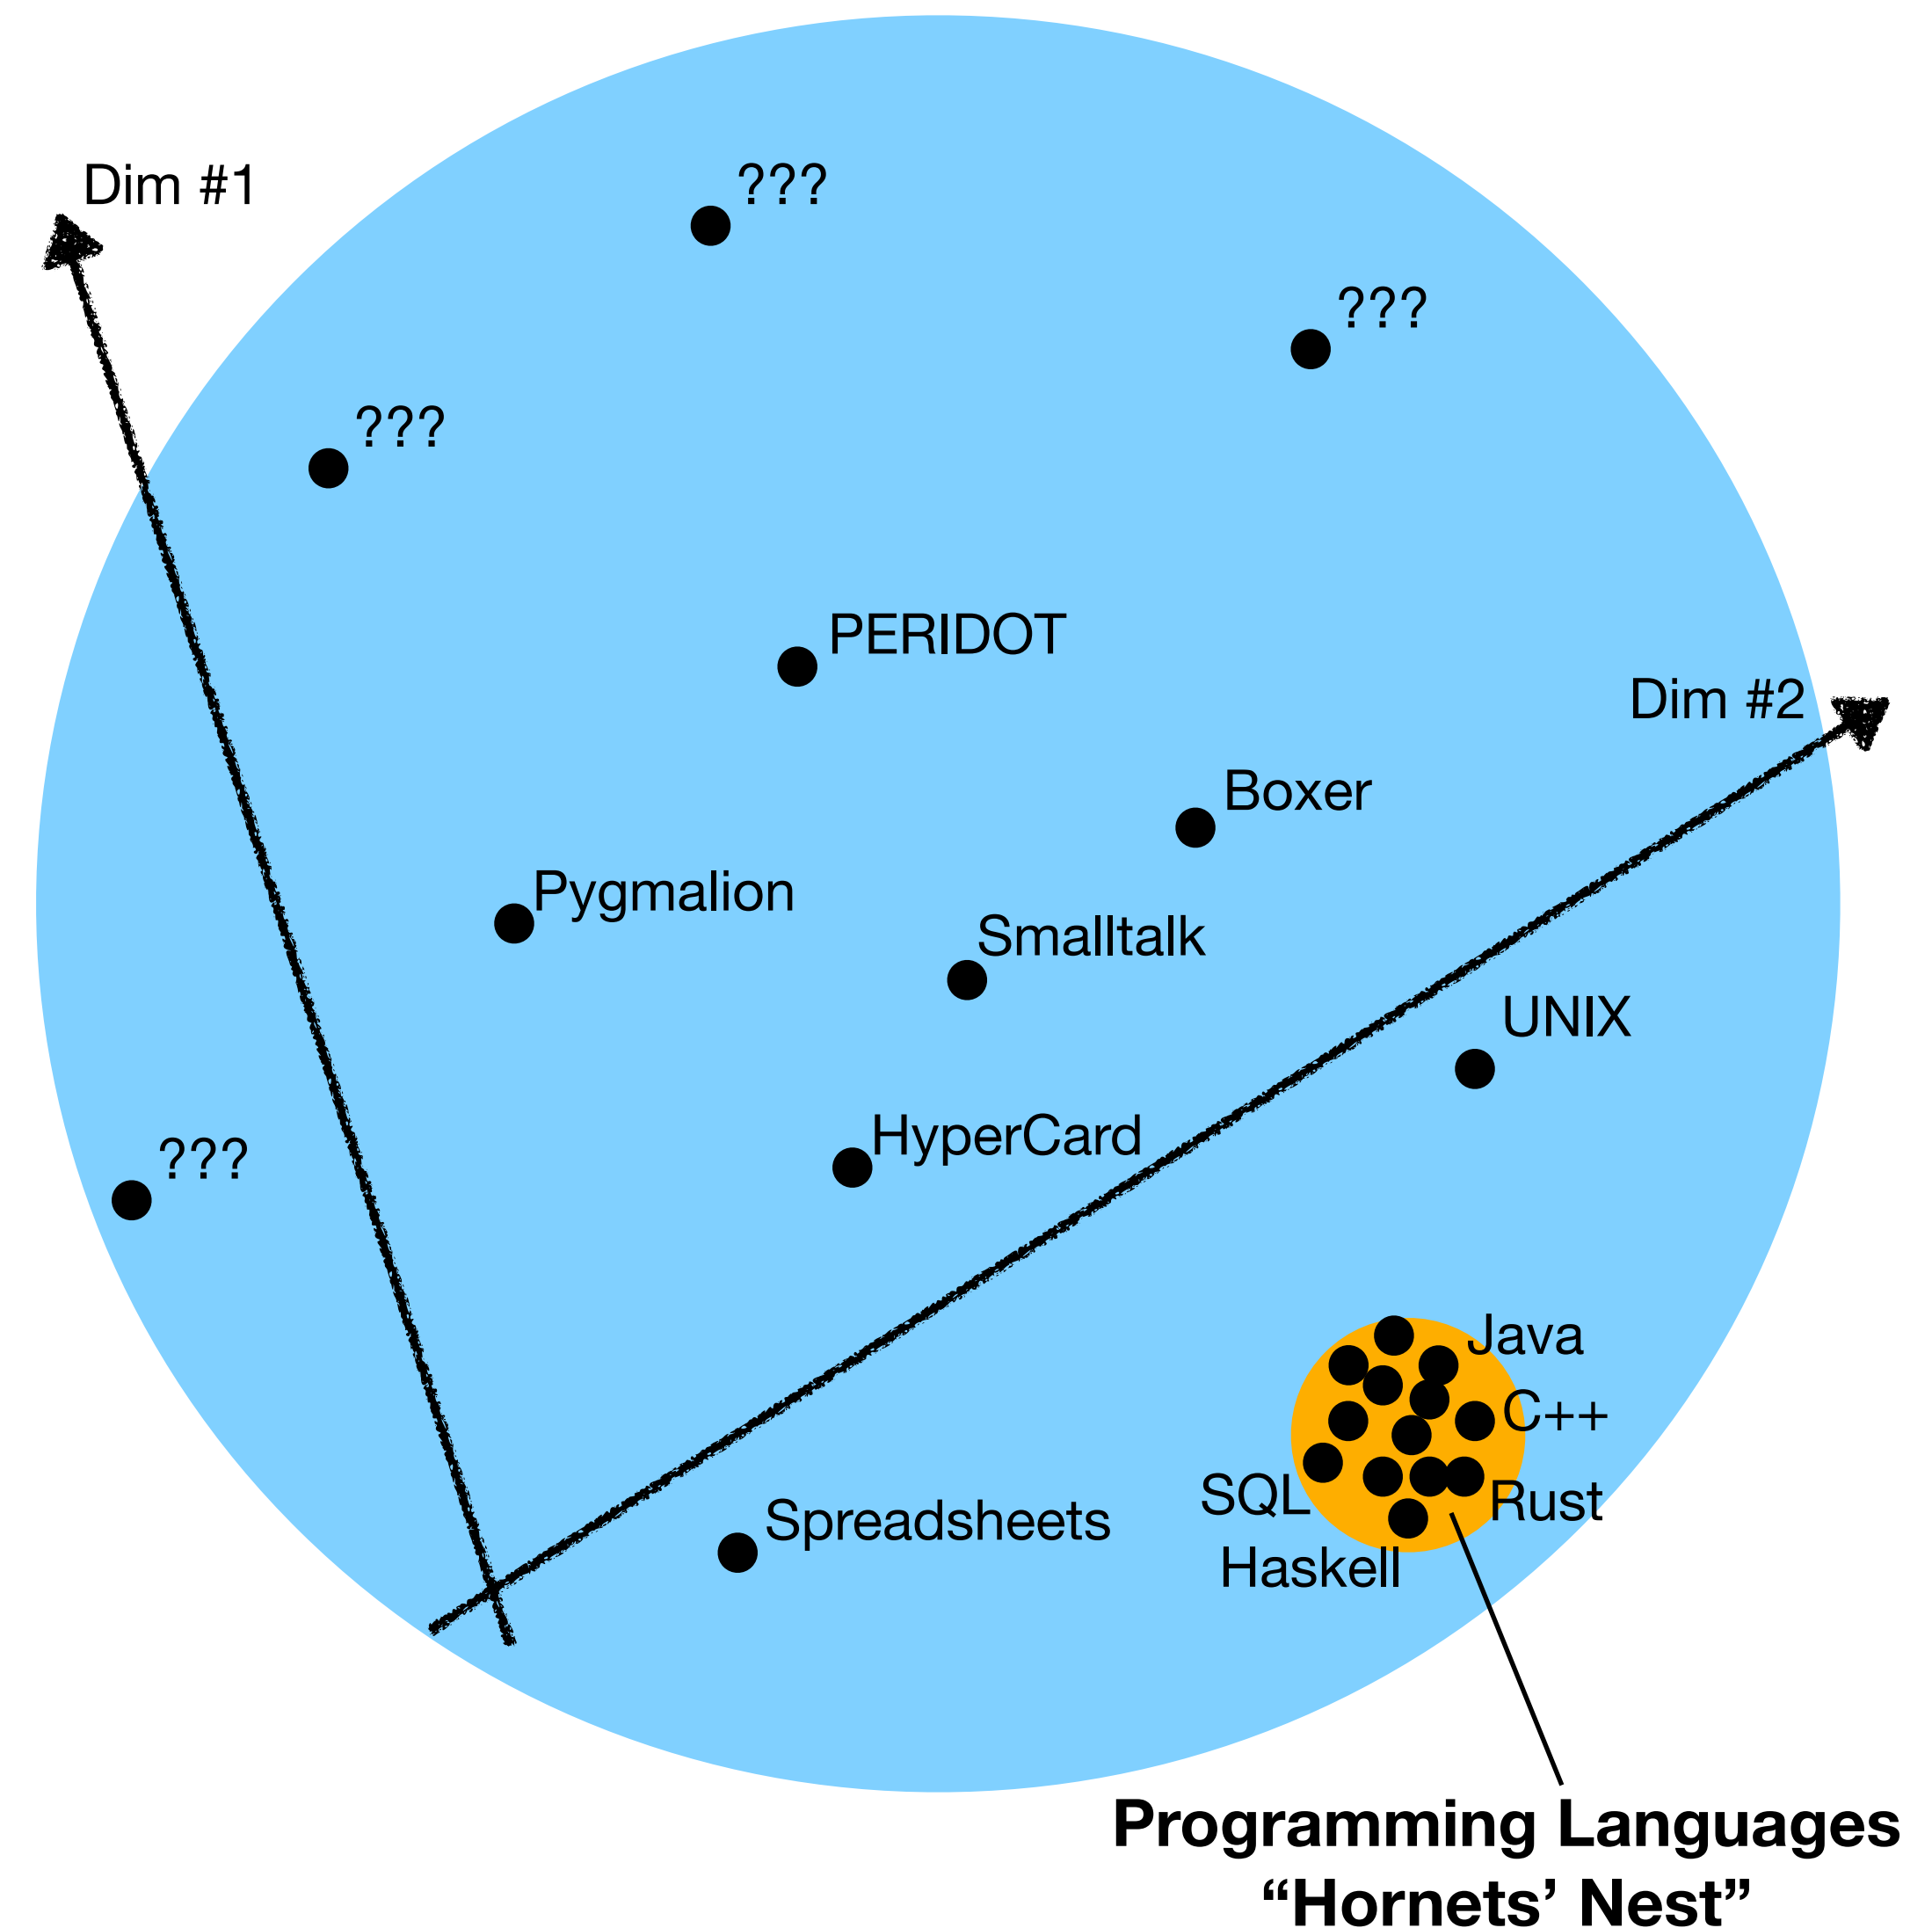 Dim #1
???
???
???
PERIDOT
Dim #2
Boxer
Pygmalion
Smalltalk
UNIX
HyperCard
???
Java
C++
SQL
Rust
Spreadsheets
Haskell
Programming Languages
“Hornets’ Nest”